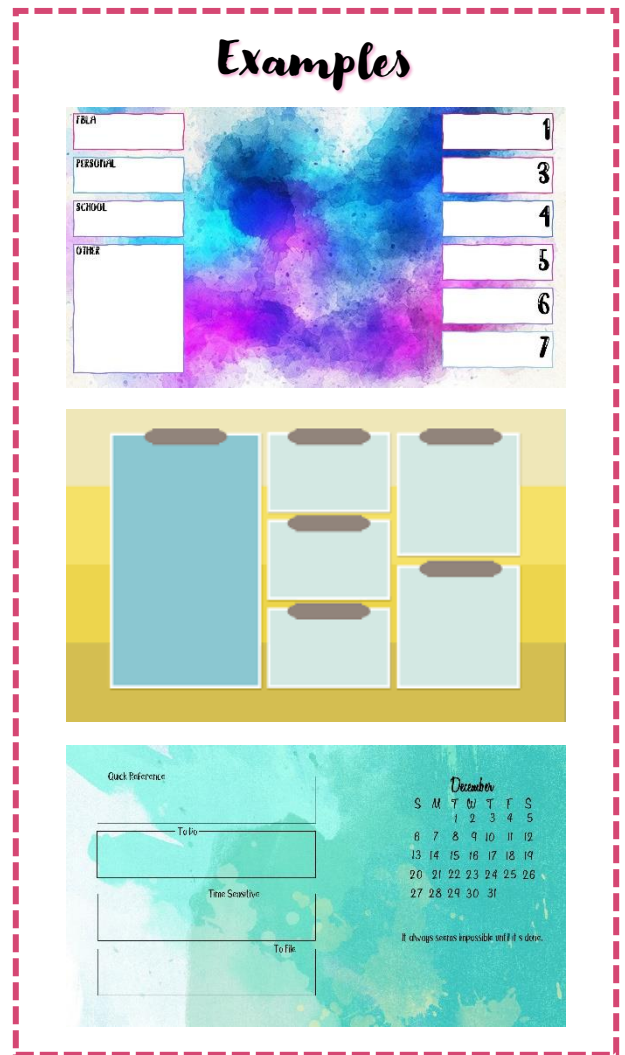 Examples
FBLA
PERSONAL
SCHOOL
OTHER
1
3
4
5
6
7
Quick Reference
To Do
Time Sensitive
To File
December
S M T W T F S
1 2 3 4 5
6 7 8 9 10 11 12
13 14 15 16 17 18 19
20 21 22 23 24 25 26
27 28 29 30 31
It always seems impossible until it s done.